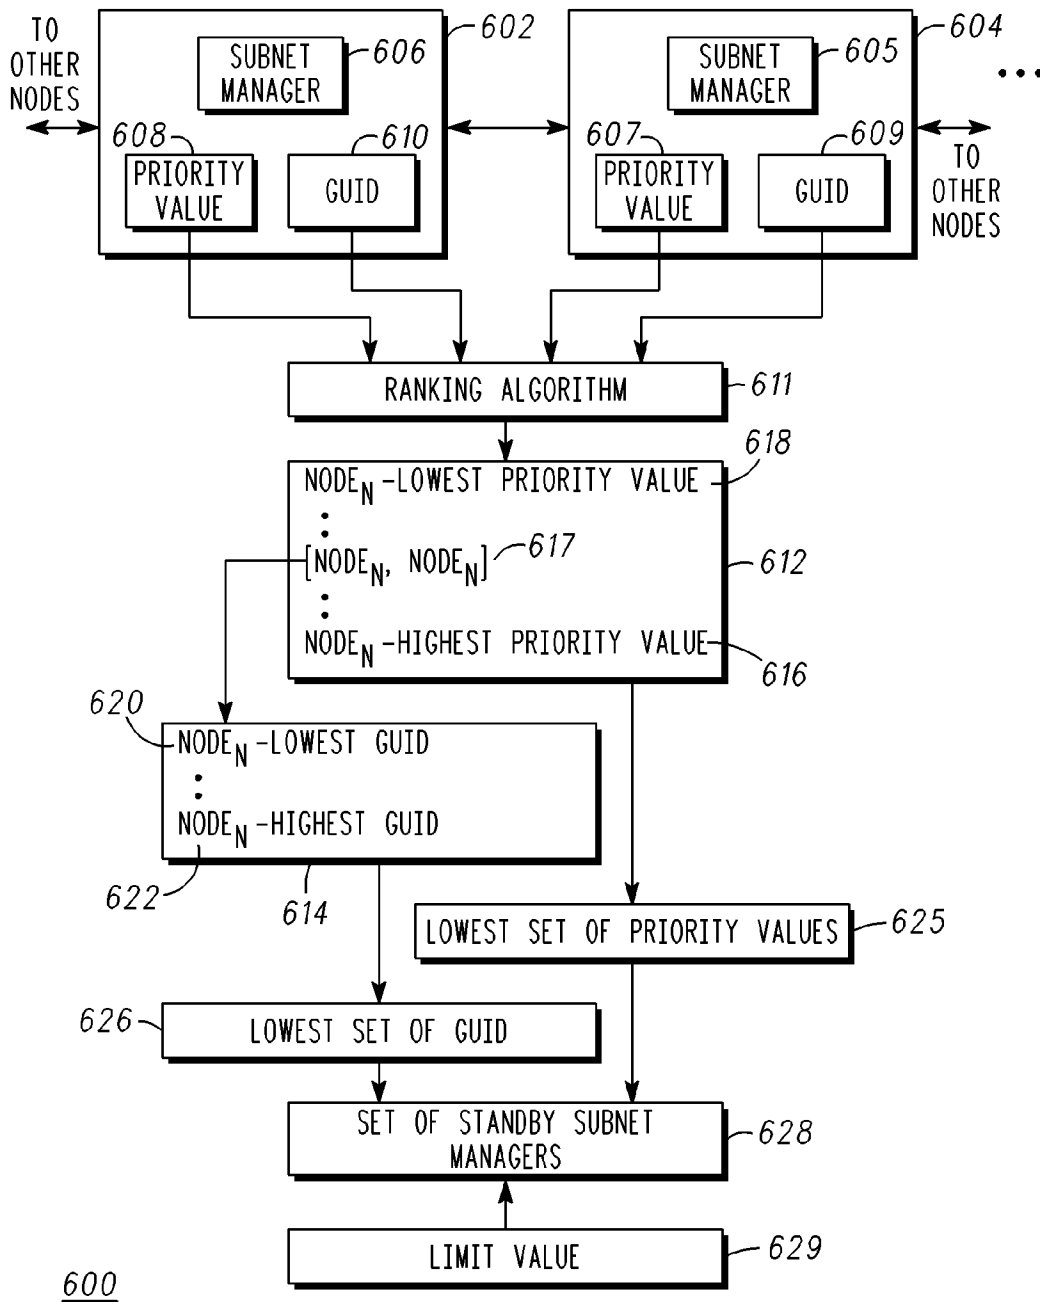 TO
OTHER
NODES
602
SUBNET
MANAGER
606
608
PRIORITY
VALUE
610
GUID
604
SUBNET
MANAGER
605
607
PRIORITY
VALUE
609
GUID
TO
OTHER
NODES
RANKING ALGORITHM
611
618
NODEN-LOWEST PRIORITY VALUE
[NODEN, NODEN]
617
612
NODEN-HIGHEST PRIORITY VALUE
616
620
NODEN-LOWEST GUID
NODEN-HIGHEST GUID
622
614
LOWEST SET OF PRIORITY VALUES
625
626
LOWEST SET OF GUID
SET OF STANDBY SUBNET
MANAGERS
628
LIMIT VALUE
629
600